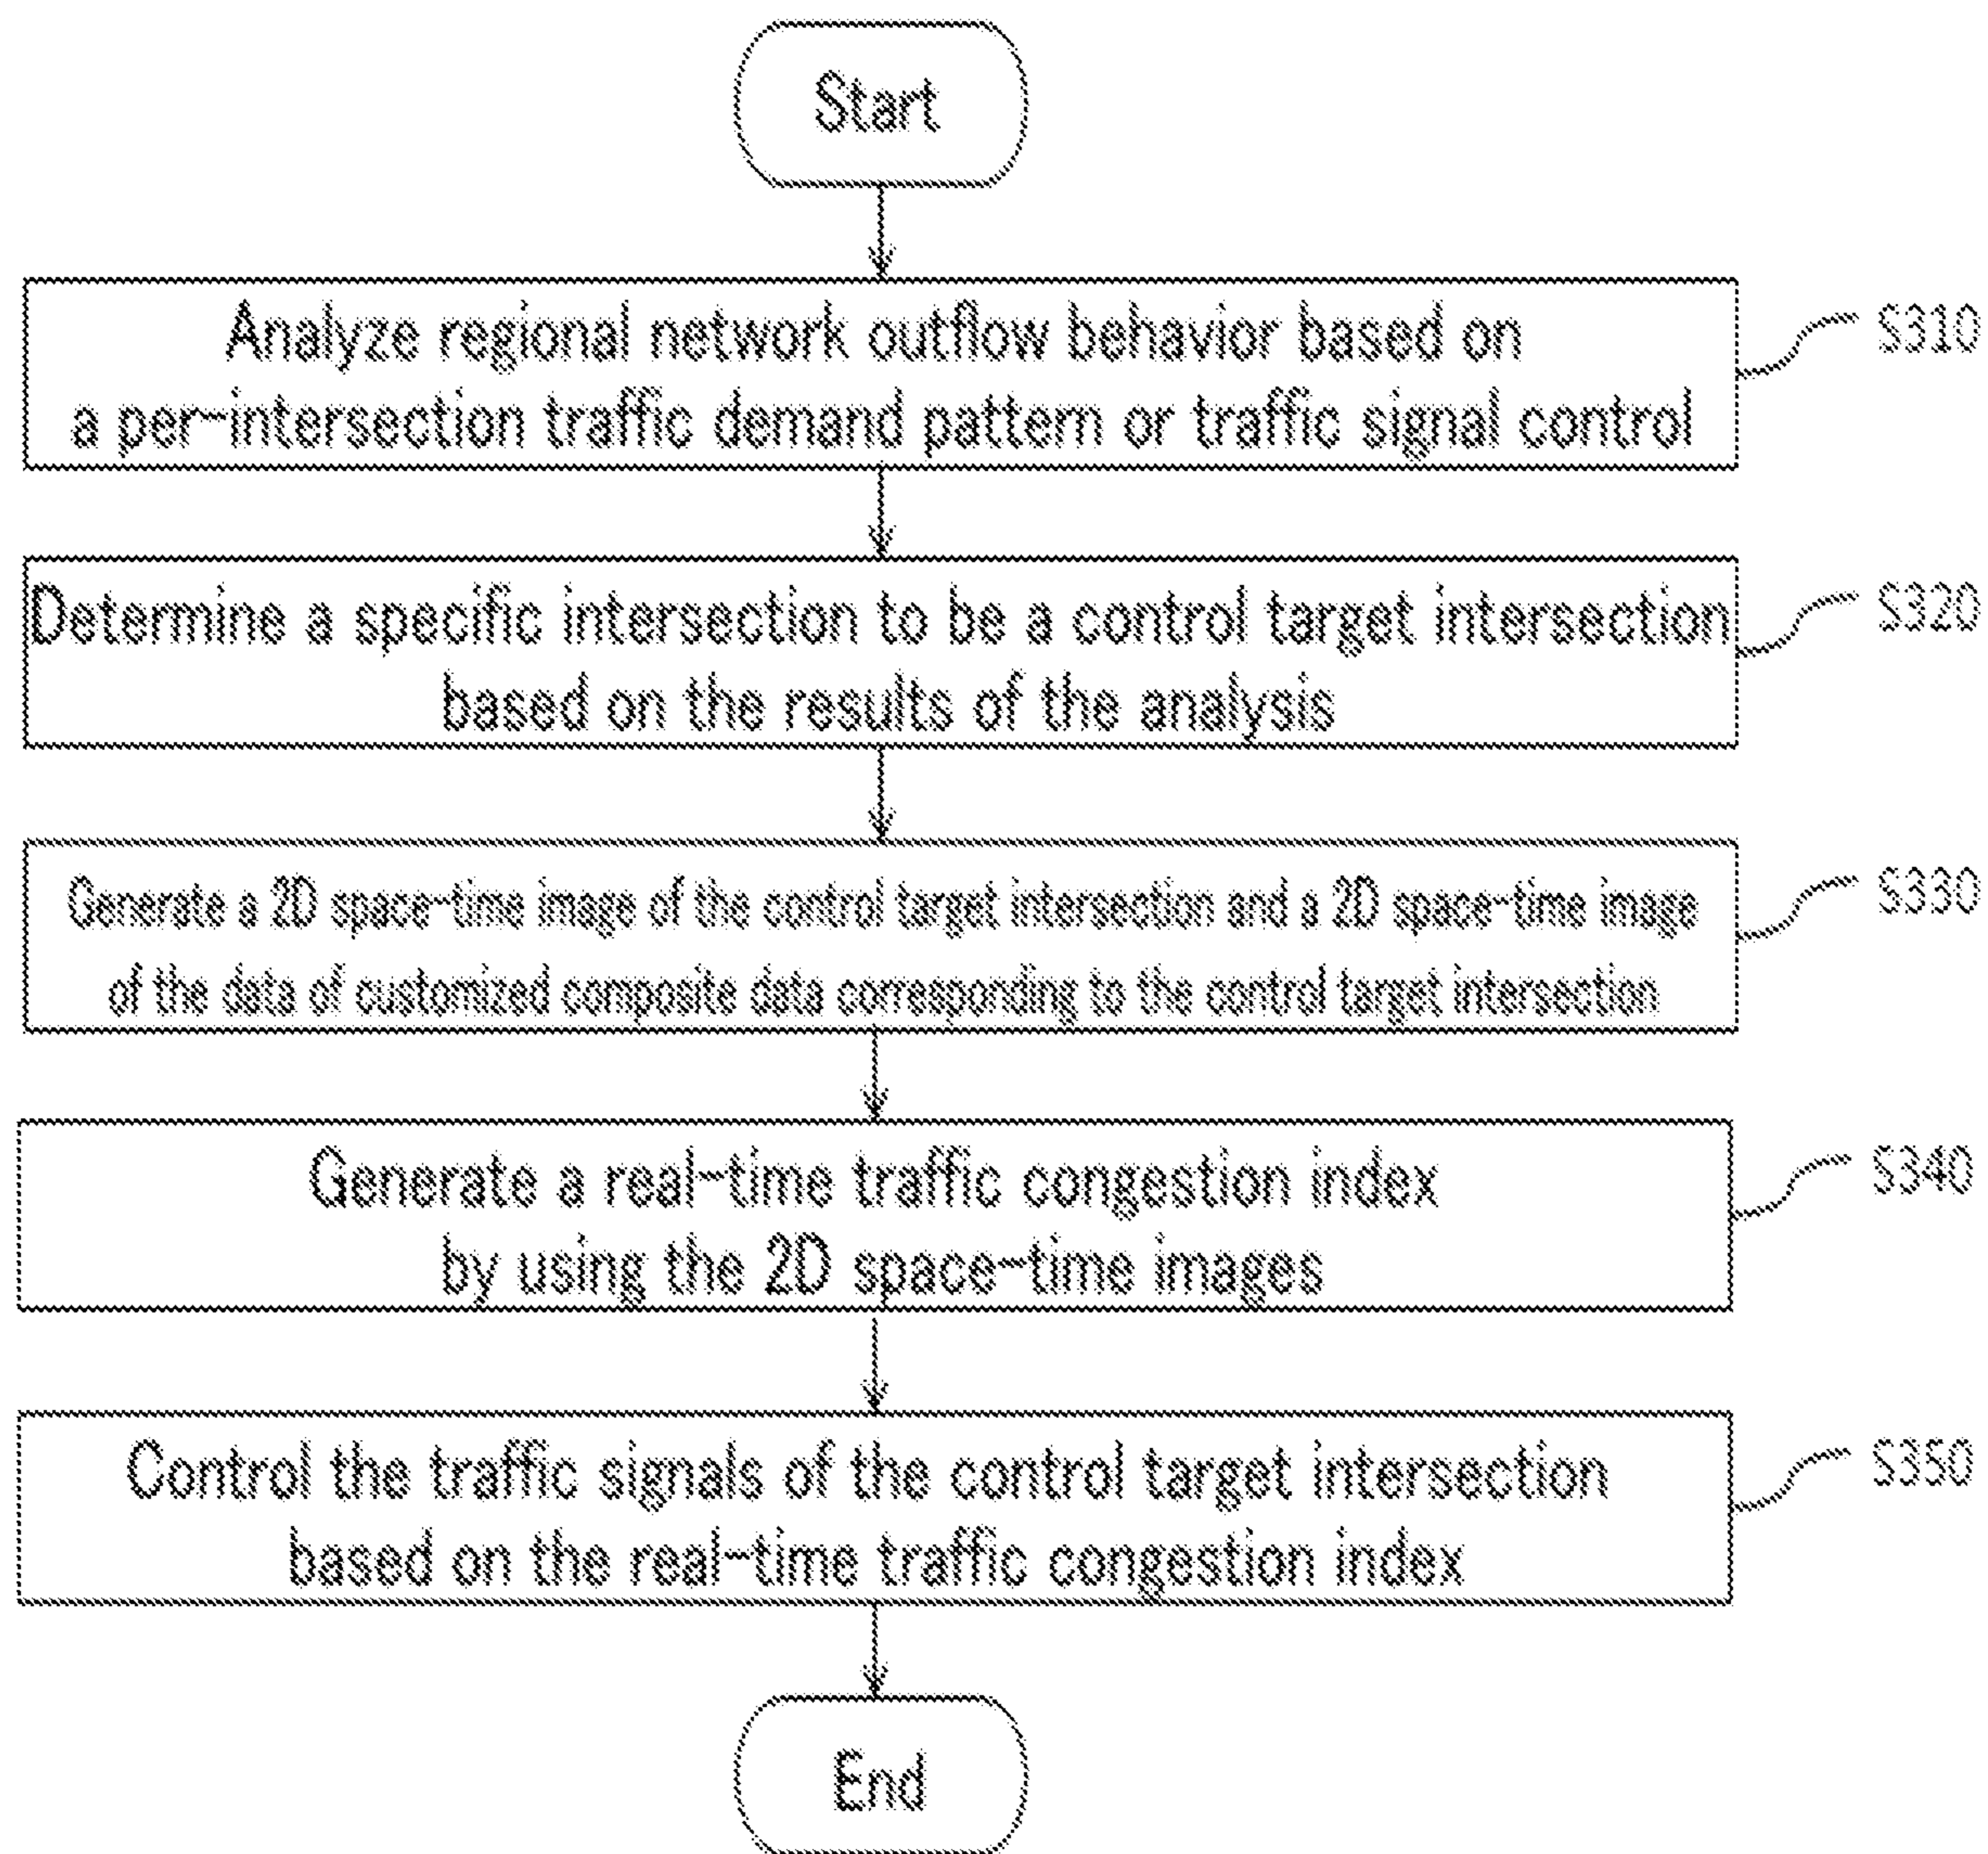 Start
Analyze regional network outflow behavior based on
a per-intersection traffic demand pattern or traffic signal control
S310
Determine a specific intersection to be a control target intersection
based on the results of the analysis
S320
Generate a 2D space-time image of the control target intersection and a 2D space-time image
of the data of customized composite data corresponding to the control target intersection
S330
Generate a real-time traffic congestion index
by using the 2D space-time images
S340
Control the traffic signals of the control target intersection
based on the real-time traffic congestion index
S350
End